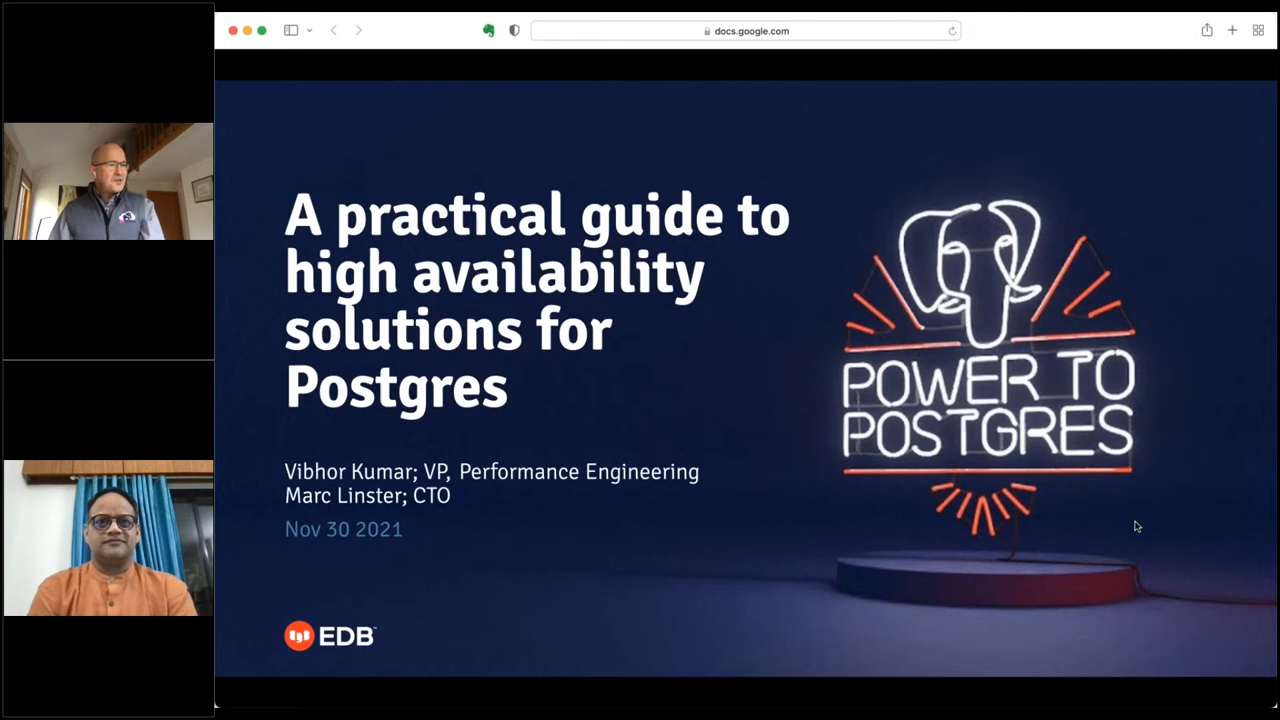 docs.google.com
A practical guide to
high availability
solutions for
Postgres
Vibhor Kumar; VP, Performance Engineering
Marc Linster; CTO
Nov 30 2021
EDB™
POWER TO
POSTGRES